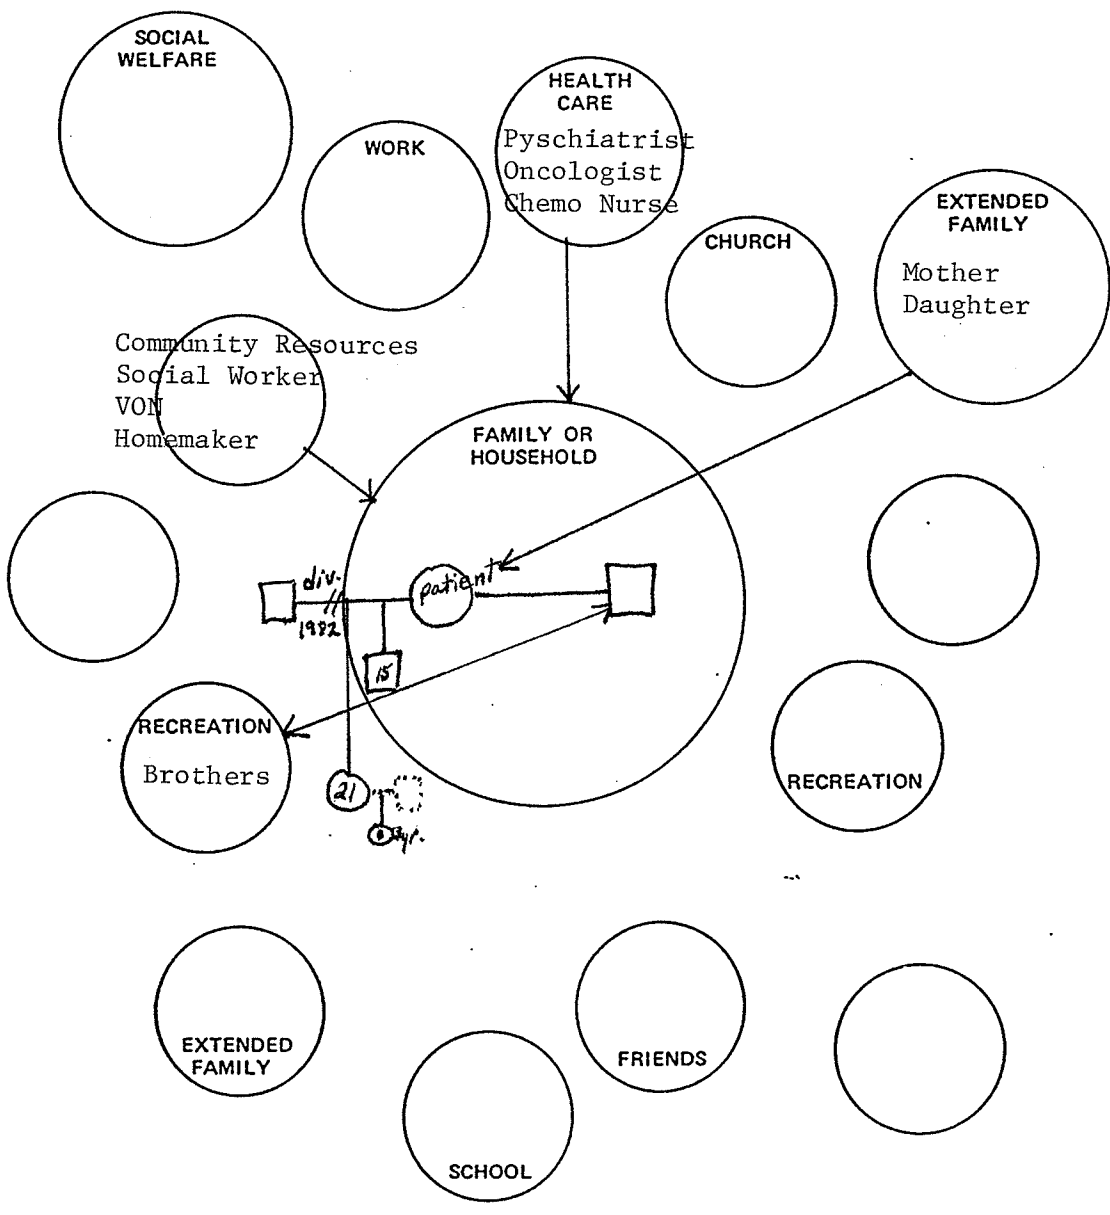 SOCIAL
WELFARE
WORK
HEALTH
CARE
Pyschiatrist
Oncologist
Chemo Nurse
CHURCH
EXTENDED
FAMILY
Mother
Daughter
Community Resources
Social Worker
VON
Homemaker
FAMILY OR
HOUSEHOLD
div.
1982
patient
15
RECREATION
Brothers
21
3yr.
RECREATION
EXTENDED
FAMILY
FRIENDS
SCHOOL